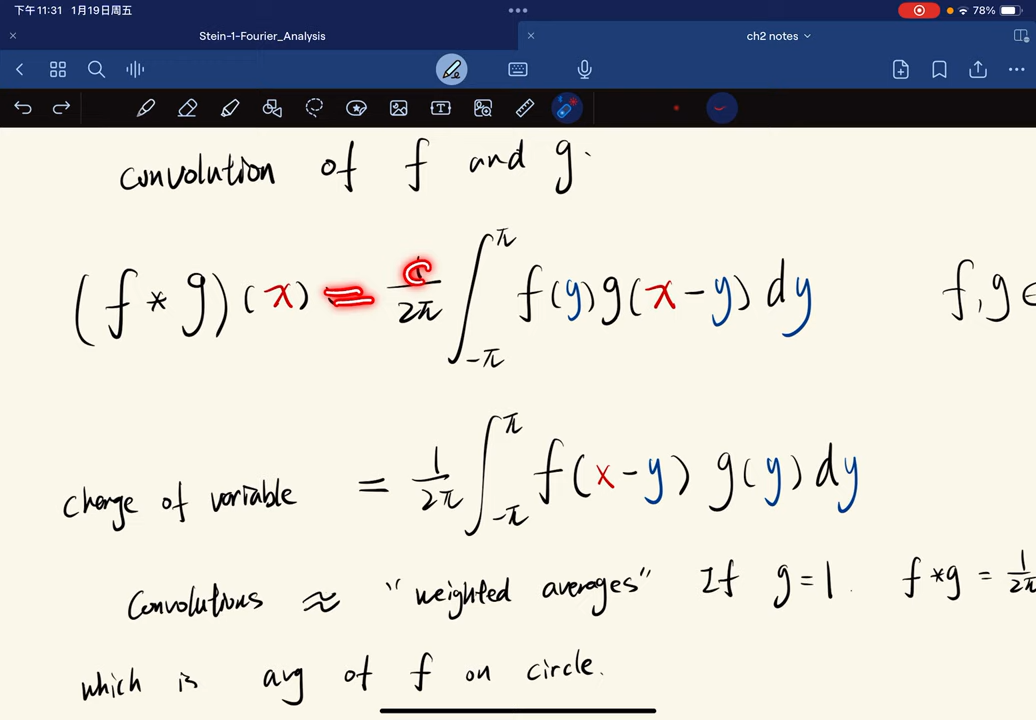 下午11:31 1月19日周五
78%
Stein-1-Fourier_Analysis
ch2 notes
convolution of f and g.
(f * g)(x) = 1/2π ∫_{-π}^{π} f(y)g(x-y)dy f,g ∈
change of variable = 1/2π ∫_{-π}^{π} f(x-y) g(y) dy
Convolutions ≈ "weighted averages" If g=1. f*g = 1/2π
which is avg of f on circle.